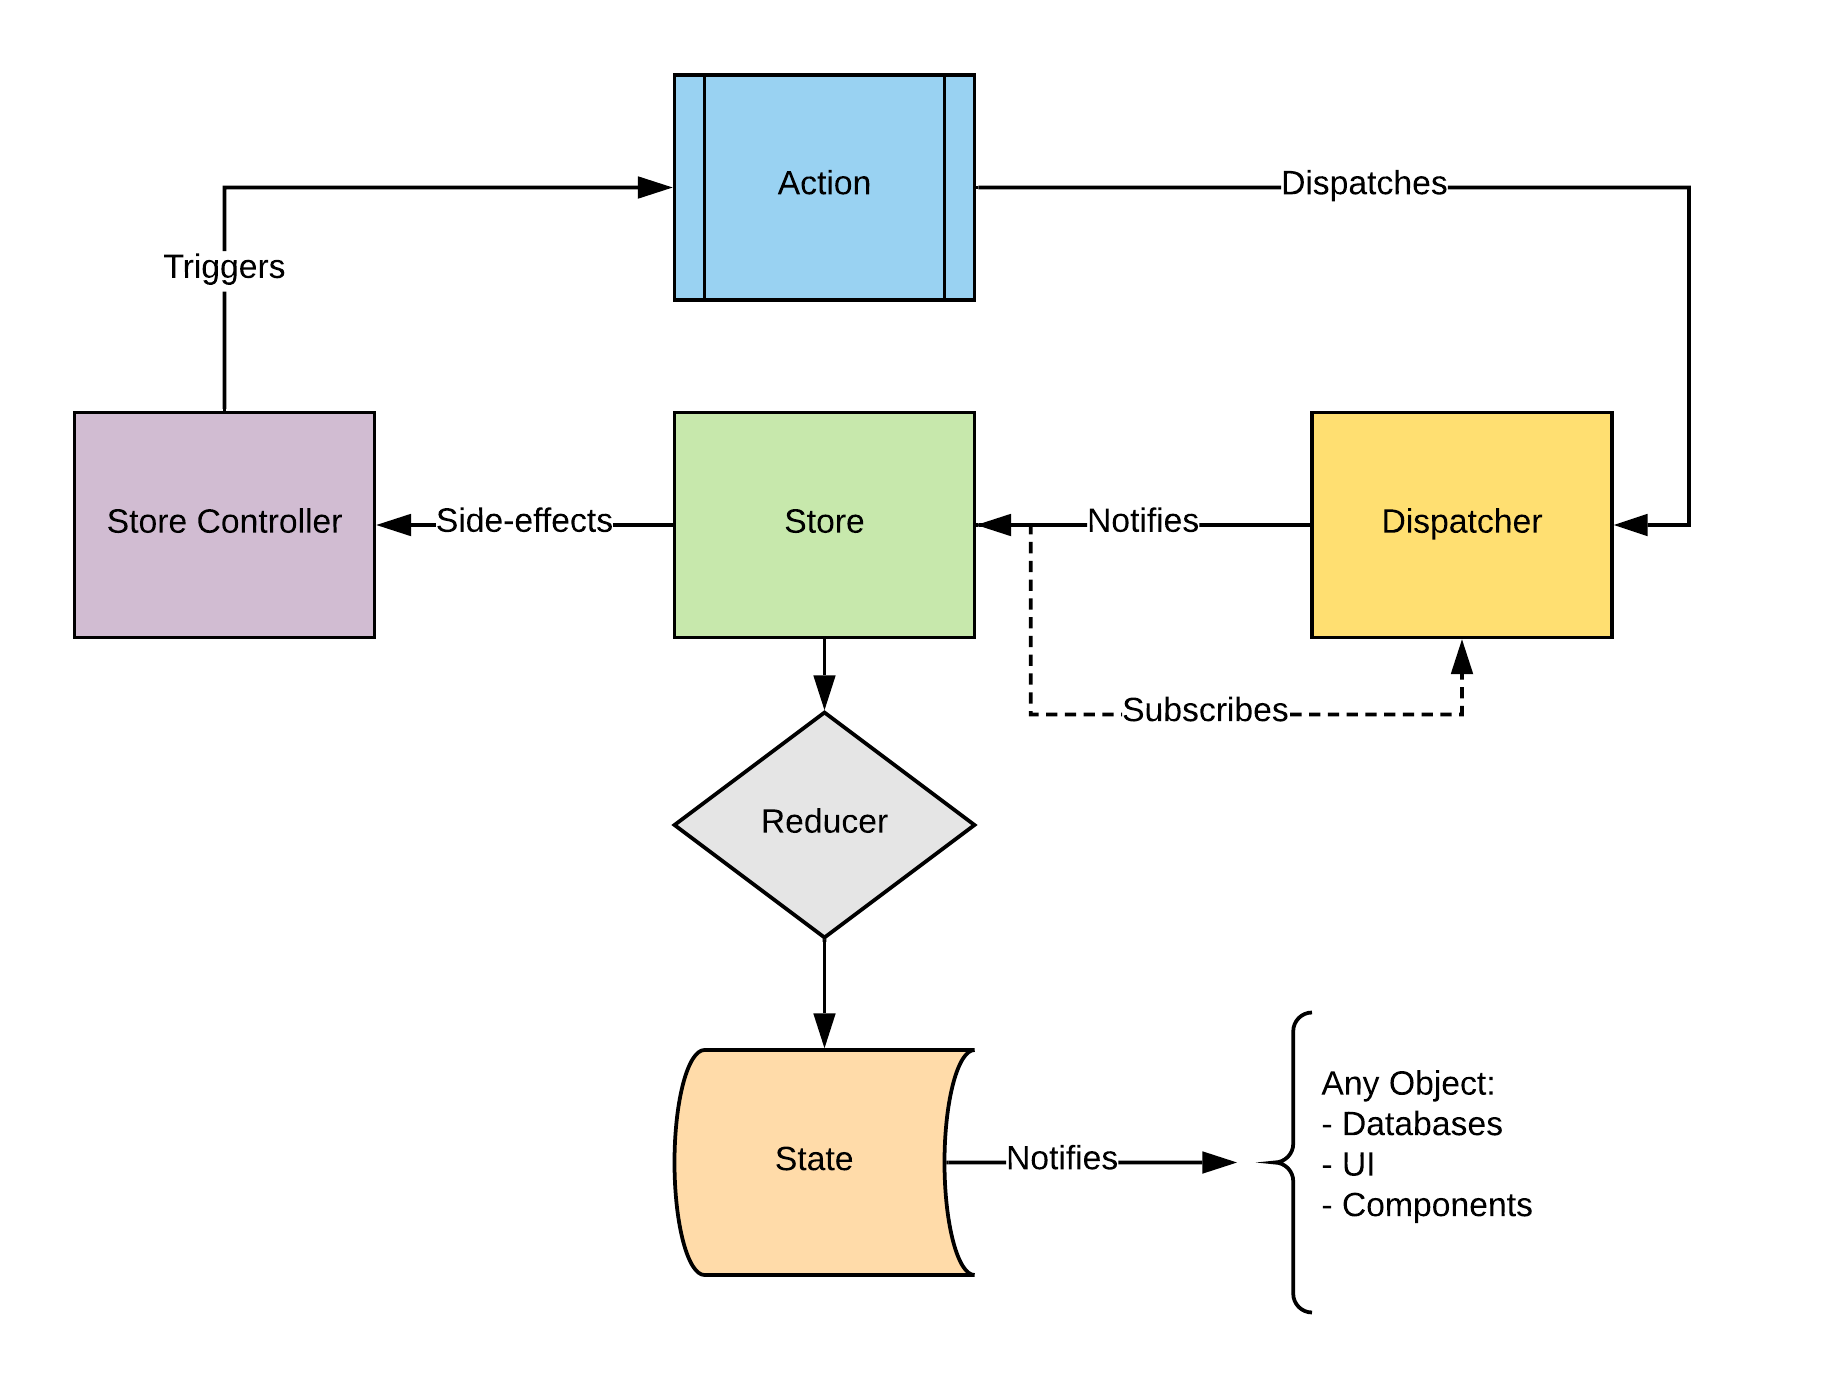 Action
Dispatches
Triggers
Store Controller
Side-effects
Store
Notifies
Dispatcher
Subscribes
Reducer
State
Notifies
Any Object:
- Databases
- UI
- Components